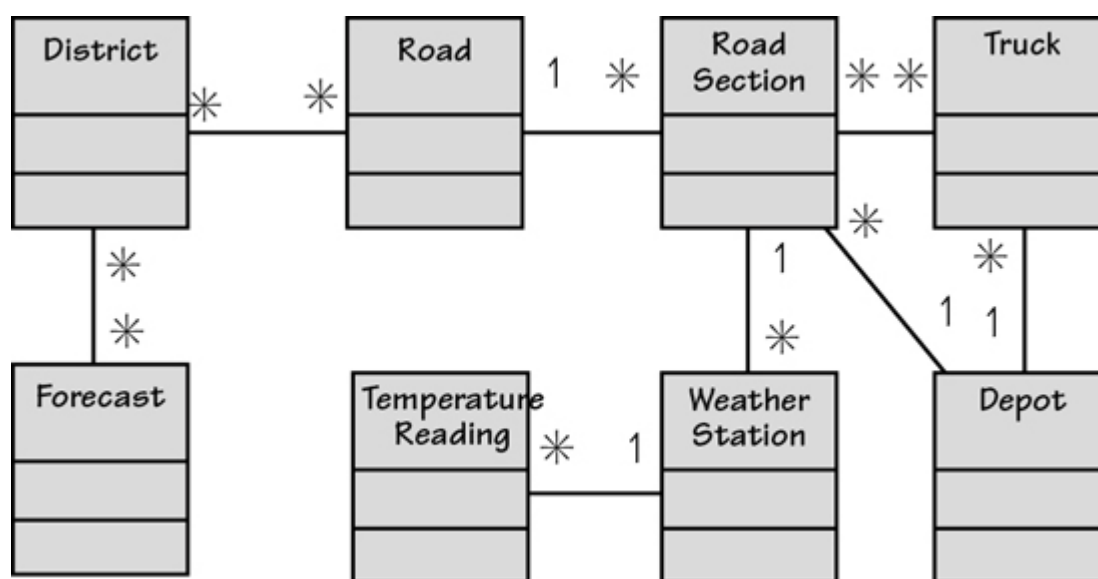 District
Road
Road
Section
Truck
* * 1 * * *
* 1 * *
* * 1 1
Forecast
Temperature
Reading
Weather
Station
Depot
* 1